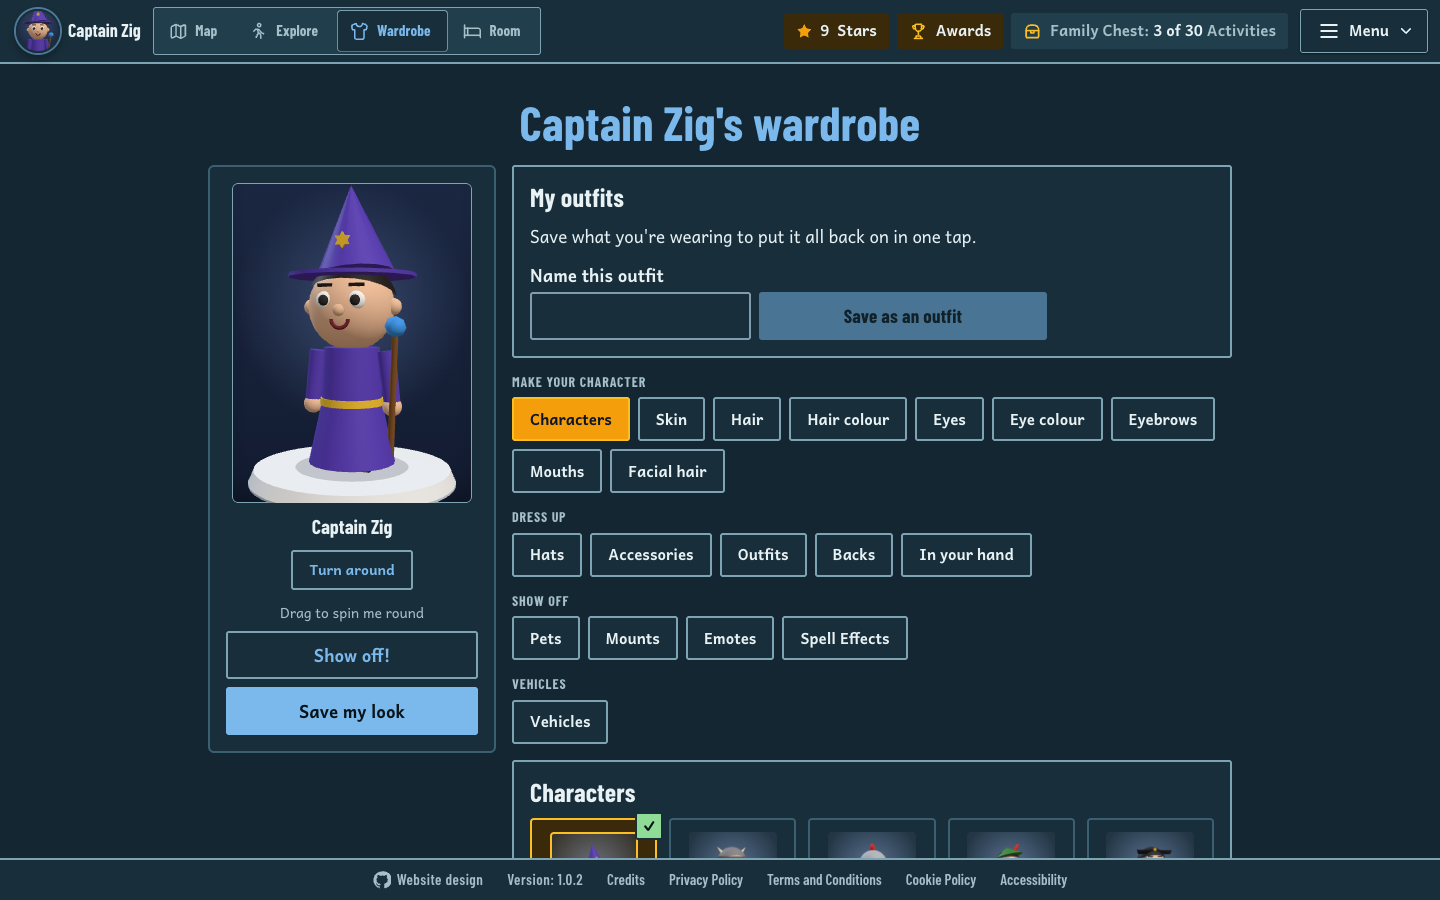 Captain Zig
Map
Explore
Wardrobe
Room
9 Stars
Awards
Family Chest: 3 of 30 Activities
Menu
Captain Zig's wardrobe
Captain Zig
Turn around
Drag to spin me round
Show off!
Save my look
My outfits
Save what you're wearing to put it all back on in one tap.
Name this outfit
Save as an outfit
MAKE YOUR CHARACTER
Characters
Skin
Hair
Hair colour
Eyes
Eye colour
Eyebrows
Mouths
Facial hair
DRESS UP
Hats
Accessories
Outfits
Backs
In your hand
SHOW OFF
Pets
Mounts
Emotes
Spell Effects
VEHICLES
Vehicles
Characters
Website design
Version: 1.0.2
Credits
Privacy Policy
Terms and Conditions
Cookie Policy
Accessibility